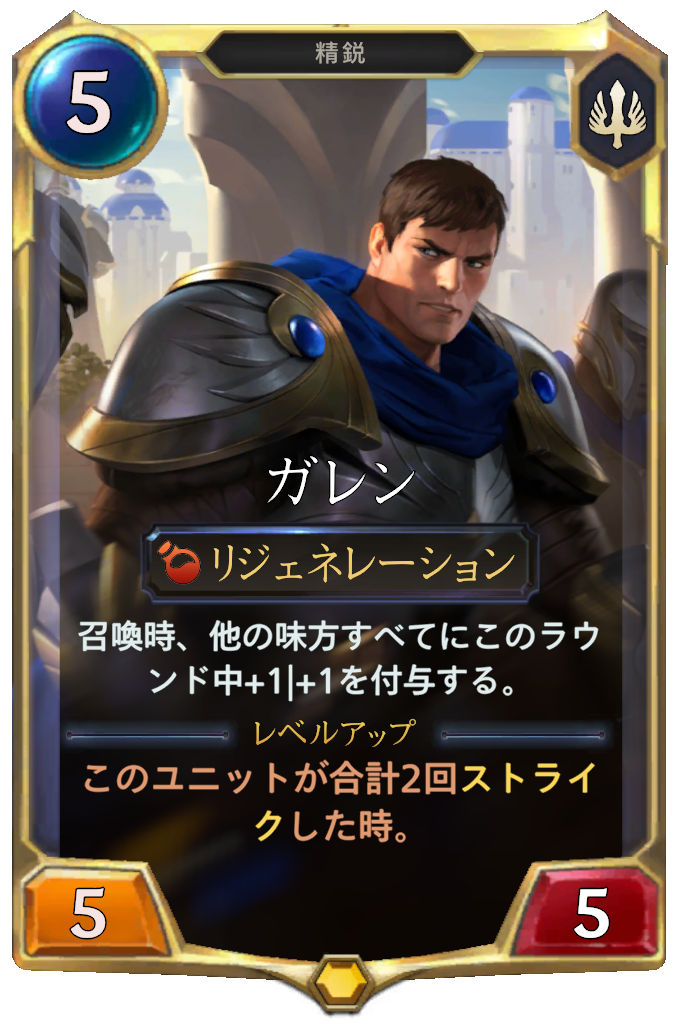 精鋭
5
ガレン
リジェネレーション
召喚時、他の味方すべてにこのラウ
ンド中+1|+1を付与する。
レベルアップ
このユニットが合計2回ストライ
クした時。
5
5